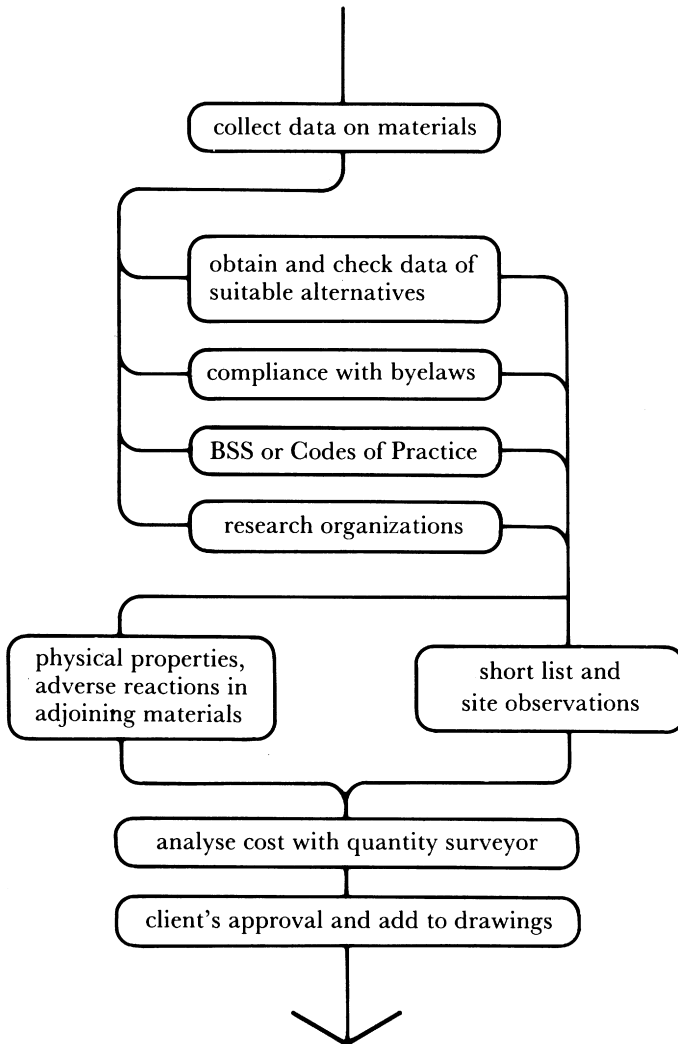 collect data on materials
obtain and check data of
suitable alternatives
compliance with byelaws
BSS or Codes of Practice
research organizations
physical properties,
adverse reactions in
adjoining materials
short list and
site observations
analyse cost with quantity surveyor
client's approval and add to drawings